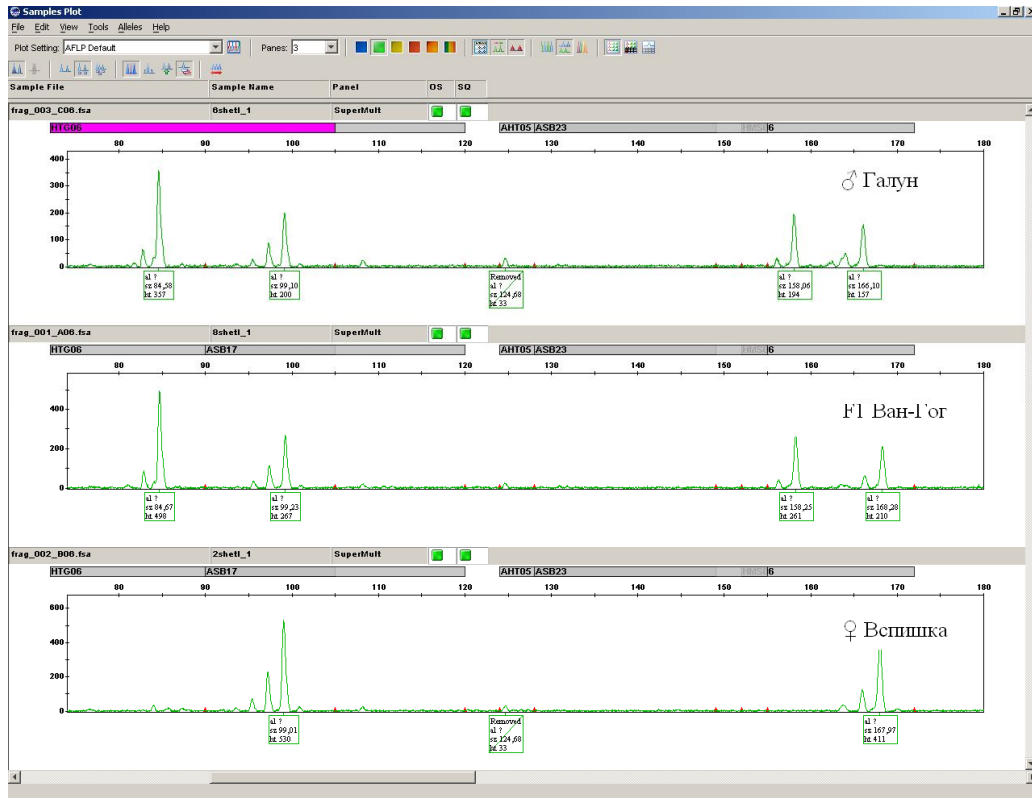 Samples Plot
File Edit View Tools Alleles Help
Plot Setting: AFLP Default Panes: 3
Sample File Sample Name Panel OS SQ
frag_003_C06.fsa 6shetl_1 SuperMult
HTG06 AHT05 ASB23 6
80 90 100 110 120 130 140 150 160 170 180
400
300
200
100
0
♂ Галун
al ?
sz 84,58
ht 357
al ?
sz 99,10
ht 200
Removed
al ?
sz 124,68
ht 33
al ?
sz 158,06
ht 194
al ?
sz 166,10
ht 157
frag_001_A06.fsa 8shetl_1 SuperMult
HTG06 ASB17 AHT05 ASB23 6
80 90 100 110 120 130 140 150 160 170 180
400
200
0
F1 Ван-Гог
al ?
sz 84,67
ht 498
al ?
sz 99,23
ht 267
al ?
sz 158,25
ht 261
al ?
sz 168,28
ht 210
frag_002_B06.fsa 2shetl_1 SuperMult
HTG06 ASB17 AHT05 ASB23 6
80 90 100 110 120 130 140 150 160 170 180
600
400
200
0
♀ Вспишка
al ?
sz 99,01
ht 530
Removed
al ?
sz 124,68
ht 33
al ?
sz 167,97
ht 411